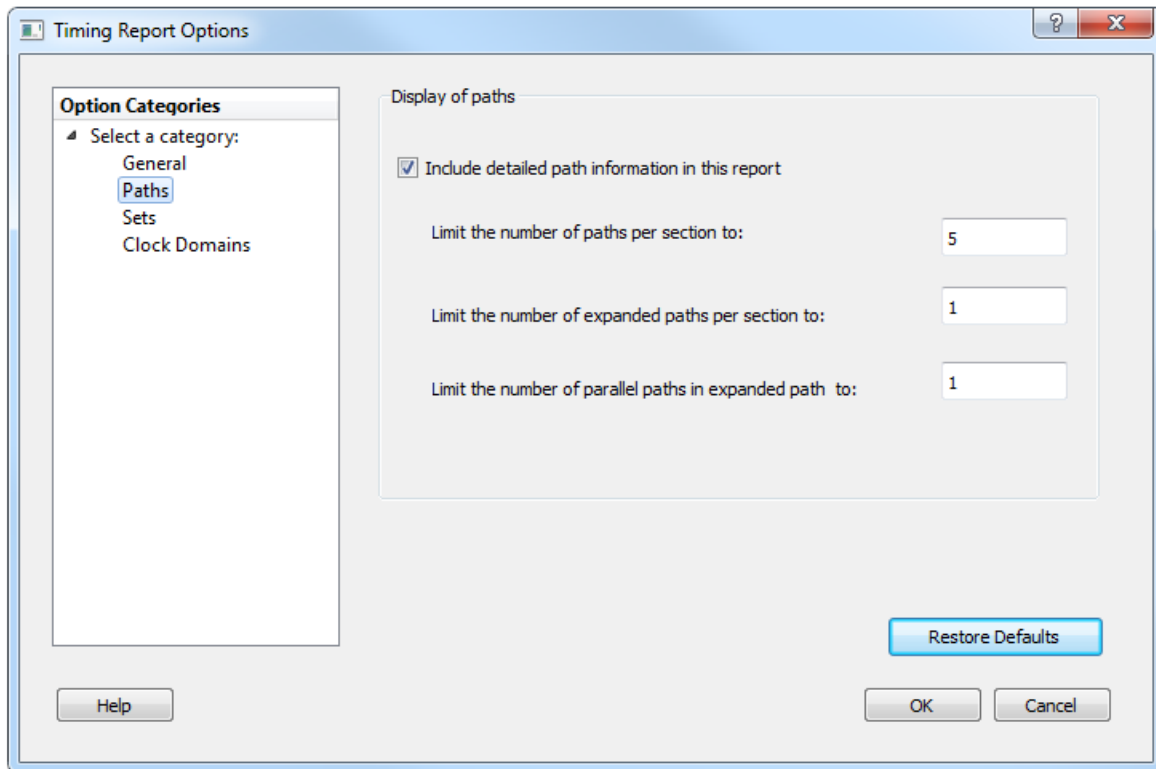 Timing Report Options
?
X
Option Categories
Select a category:
General
Paths
Sets
Clock Domains
Display of paths
Include detailed path information in this report
Limit the number of paths per section to:
5
Limit the number of expanded paths per section to:
1
Limit the number of parallel paths in expanded path  to:
1
Restore Defaults
Help
OK
Cancel